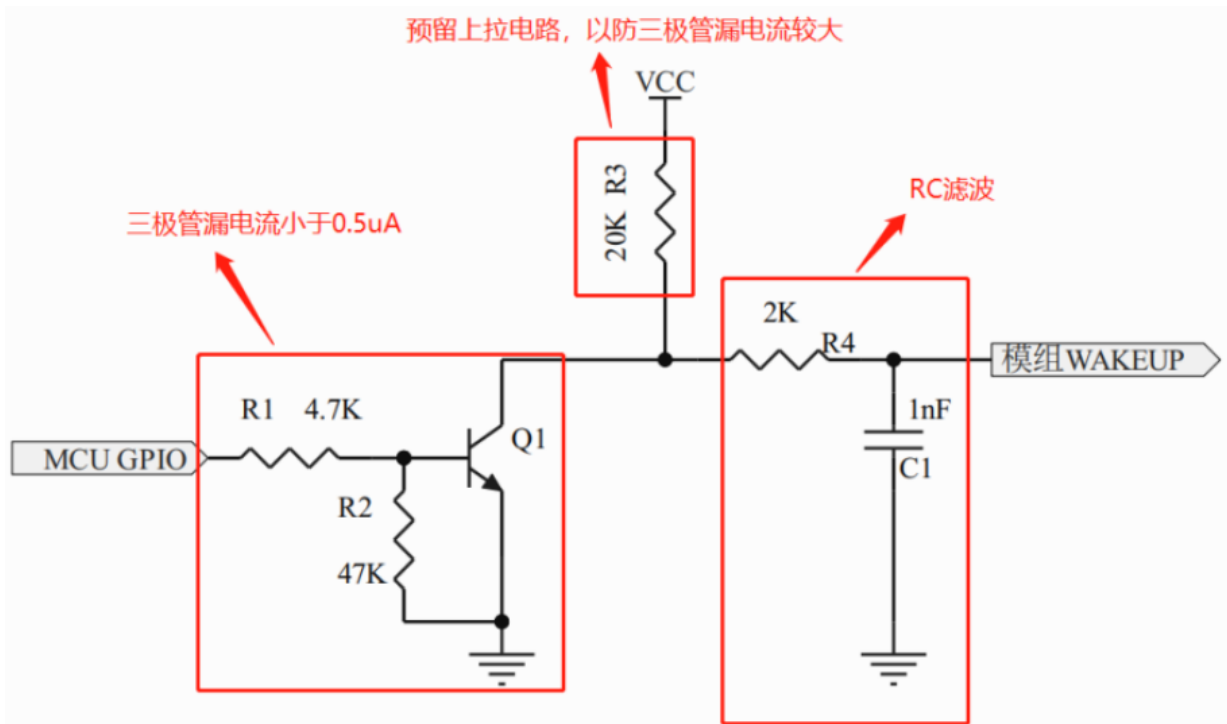 预留上拉电路，以防三极管漏电流较大
VCC
20K R3
RC滤波
三极管漏电流小于0.5uA
2K
R4
模组WAKEUP
R1 4.7K
1nF
Q1
MCU GPIO
C1
R2
47K